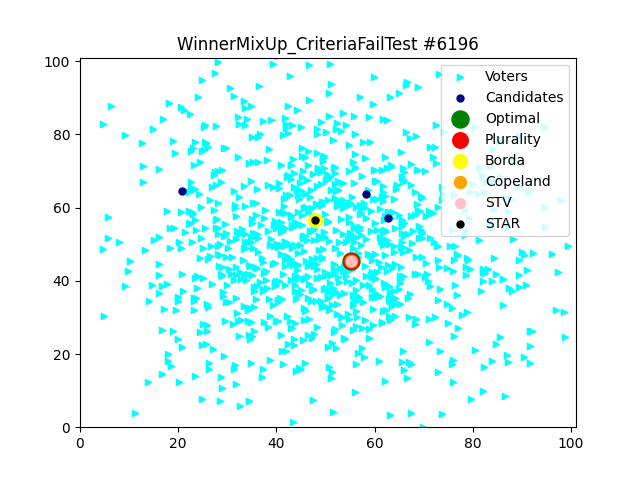 WinnerMixUp_CriteriaFailTest #6196
100
80
60
40
20
0
0
20
40
60
80
100
Voters
Candidates
Optimal
Plurality
Borda
Copeland
STV
STAR